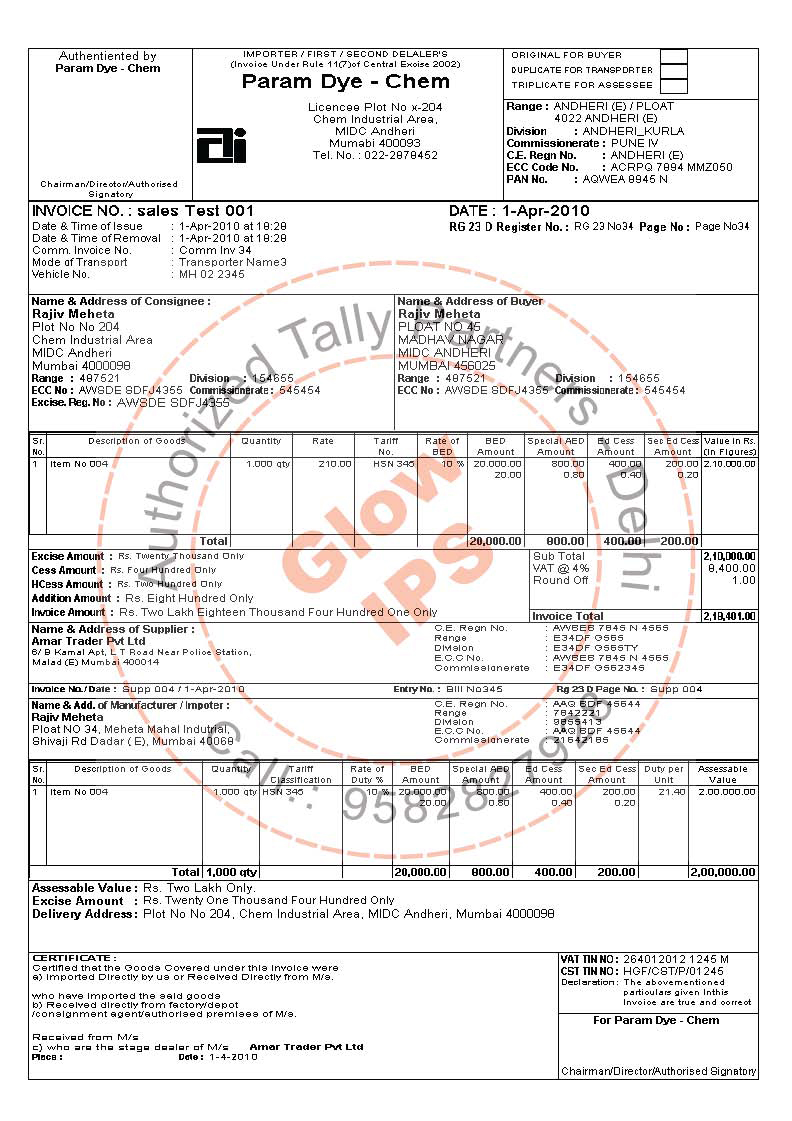 Authentiented by
Param Dye - Chem
Chairman/Director/Authorised
Signatory
IMPORTER / FIRST / SECOND DELALER'S
(Invoice Under Rule 11(7)of Central Excise 2002)
Param Dye - Chem
Licencee Plot No x-204
Chem Industrial Area,
MIDC Andheri
Mumabi 400093
Tel. No. : 022-2878452
ORIGINAL FOR BUYER
DUPLICATE FOR TRANSPORTER
TRIPLICATE FOR ASSESSEE
Range : ANDHERI (E) / PLOAT
4022 ANDHERI (E)
Division : ANDHERI_KURLA
Commissionerate : PUNE IV
C.E. Regn No. : ANDHERI (E)
ECC Code No. : ACRPQ 7894 MMZ050
PAN No. : AQWEA 8945 N
INVOICE NO. : sales Test 001
DATE : 1-Apr-2010
Date & Time of Issue : 1-Apr-2010 at 18:28
RG 23 D Register No. : RG 23 No34 Page No : Page No34
Date & Time of Removal : 1-Apr-2010 at 18:28
Comm. Invoice No. : Comm Inv 34
Mode of Transport : Transporter Name3
Vehicle No. : MH 02 2345
Name & Address of Consignee :
Rajiv Meheta
Plot No No 204
Chem Industrial Area
MIDC Andheri
Mumbai 4000098
Range : 487521 Division : 154655
ECC No : AWSDE SDFJ4355 Commissionerate : 545454
Excise. Reg. No : AWSDE SDFJ4355
Name & Address of Buyer
Rajiv Meheta
PLOAT NO 45
MADHAV NAGAR
MIDC ANDHERI
MUMBAI 456025
Range : 487521 Division : 154655
ECC No : AWSDE SDFJ4355 Commissionerate : 545454
Sr. No. Description of Goods Quantity Rate Tariff No. Rate of BED BED Amount Special AED Amount Ed Cess Amount Sec Ed Cess Amount Value in Rs. (In Figures)
1 Item No 004 1.000 qty 210.00 HSN 345 10 % 20.000.00 800.00 400.00 200.00 2.10.000.00
20.00 0.80 0.40 0.20
Total 20,000.00 800.00 400.00 200.00
Excise Amount : Rs. Twenty Thousand Only
Cess Amount : Rs. Four Hundred Only
HCess Amount : Rs. Two Hundred Only
Addition Amount : Rs. Eight Hundred Only
Invoice Amount : Rs. Two Lakh Eighteen Thousand Four Hundred One Only
Sub Total 2,10,000.00
VAT @ 4% 8,400.00
Round Off 1.00
Invoice Total 2,18,401.00
Name & Address of Supplier :
Amar Trader Pvt Ltd
6/ B Kamal Apt, L T Road Near Police Station,
Malad (E) Mumbai 400014
C.E. Regn No. : AWBEB 7845 N 4565
Range : E34DF G565
Division : E34DF G565TY
E.C.C No. : AWBEB 7845 N 4565
Commissionerate : E34DF G562345
Invoice No./Date : Supp 004 / 1-Apr-2010 Entry No. : Bill No345 Rg 23 D Page No. : Supp 004
Name & Add. of Manufacturer / Impoter :
Rajiv Meheta
Ploat NO 34, Meheta Mahal Indutrial,
Shivaji Rd Dadar ( E), Mumbai 40068
C.E. Regn No. : AAQ BDF 45644
Range : 7842221
Division : 9855413
E.C.C No. : AAQ BDF 45644
Commissionerate : 21542185
Sr. No. Description of Goods Quantity Tariff Classification Rate of Duty % BED Amount Special AED Amount Ed Cess Amount Sec Ed Cess Amount Duty per Unit Assessable Value
1 Item No 004 1,000 qty HSN 345 10 % 20,000.00 800.00 400.00 200.00 21.40 2.00.000.00
20.00 0.80 0.40 0.20
Total 1,000 qty 20,000.00 800.00 400.00 200.00 2,00,000.00
Assessable Value : Rs. Two Lakh Only.
Excise Amount : Rs. Twenty One Thousand Four Hundred Only
Delivery Address : Plot No No 204, Chem Industrial Area, MIDC Andheri, Mumbai 4000098
CERTIFICATE :
Certified that the Goods Covered under this Invoice were
a) Imported Directly by us or Received Directly from M/s.
who have Imported the said goods
b) Received directly from factory/depot
/consignment agent/authorised premises of M/s.
Received from M/s
c) who are the stage dealer of M/s Amar Trader Pvt Ltd
Place : Date : 1-4-2010
VAT TIN NO : 264012012 1245 M
CST TIN NO : HGF/CST/P/01245
Declaration : The abovementioned
particulars given Inthis
Invoice are true and correct
For Param Dye - Chem
Chairman/Director/Authorised Signatory
Authorized Tally Partners - Delhi
Glow
IPS
Call : 9582827978